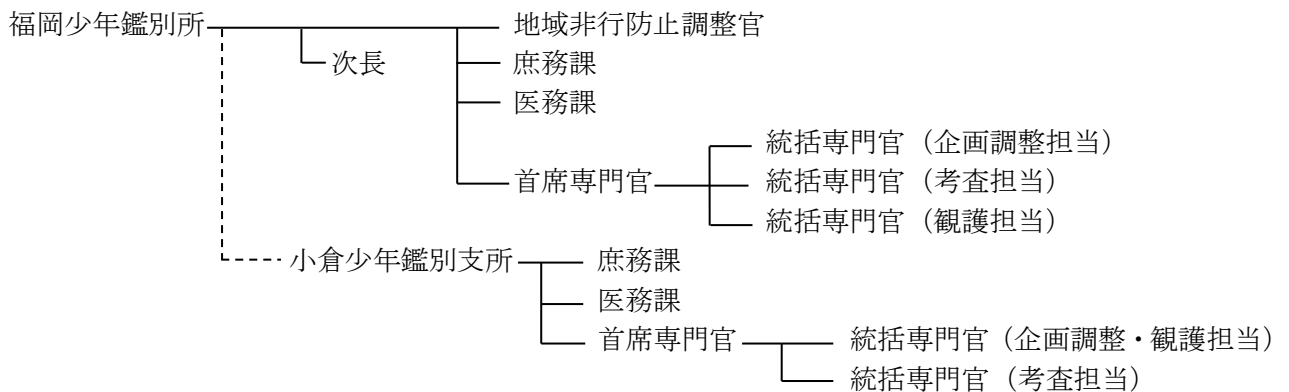 福岡少年鑑別所 地域非行防止調整官
次長 庶務課
医務課
統括専門官（企画調整担当）
首席専門官 統括専門官（考査担当）
統括専門官（観護担当）
小倉少年鑑別支所 庶務課
医務課
首席専門官 統括専門官（企画調整・観護担当）
統括専門官（考査担当）